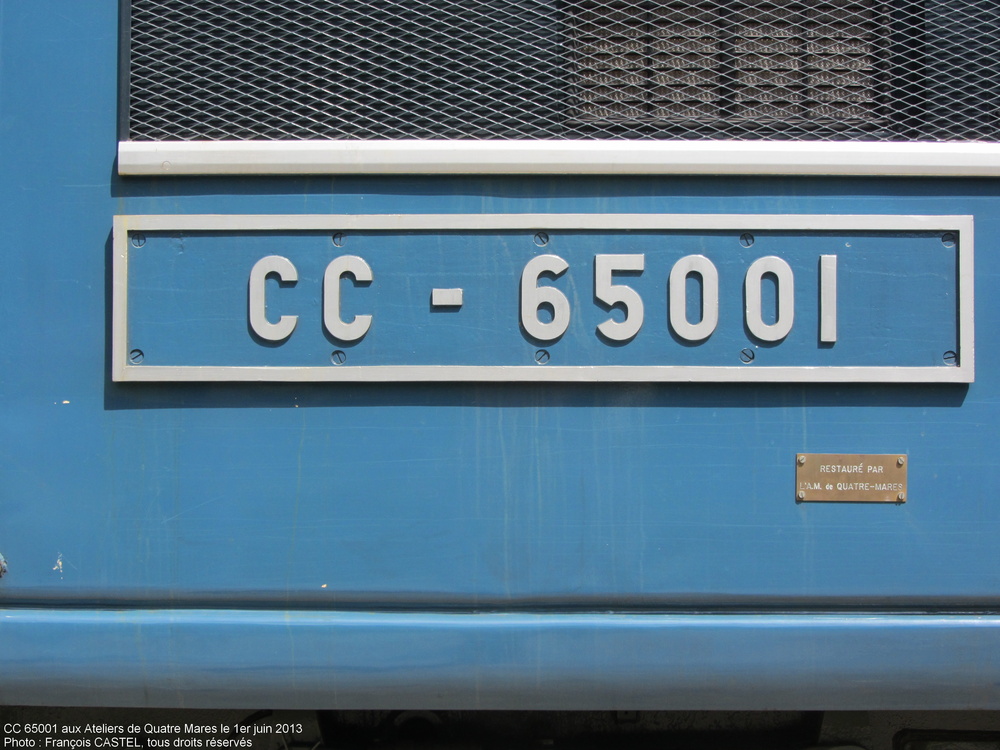 CC - 65001
RESTAURÉ PAR
L'A.M. de QUATRE-MARES
CC 65001 aux Ateliers de Quatre Mares le 1er juin 2013
Photo : François CASTEL, tous droits réservés